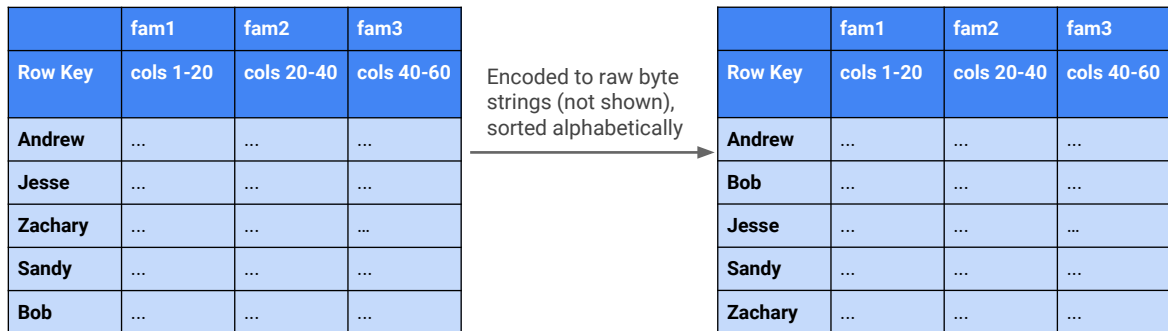 fam1 fam2 fam3
Row Key cols 1-20 cols 20-40 cols 40-60
Andrew ... ... ...
Jesse ... ... ...
Zachary ... ... ...
Sandy ... ... ...
Bob ... ... ...
Encoded to raw byte
strings (not shown),
sorted alphabetically
fam1 fam2 fam3
Row Key cols 1-20 cols 20-40 cols 40-60
Andrew ... ... ...
Bob ... ... ...
Jesse ... ... ...
Sandy ... ... ...
Zachary ... ... ...